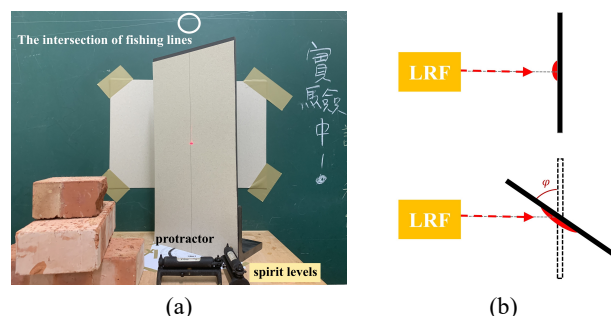 The intersection of fishing lines
實
驗
中
!
protractor
spirit levels
(a)
LRF
φ
LRF
(b)